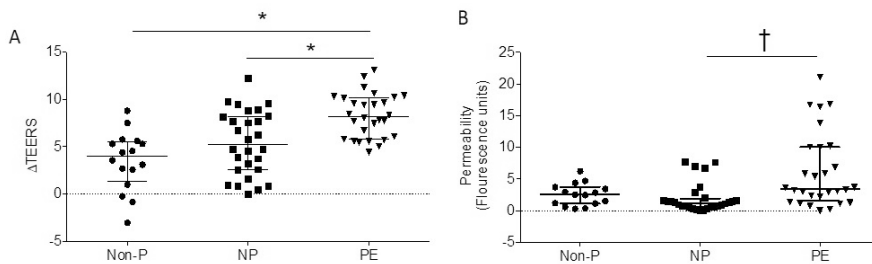 A
*
*
ΔTEERS
15
10
5
0
-5
Non-P
NP
PE
B
†
Permeability
(Flourescence units)
25
20
15
10
5
0
-5
Non-P
NP
PE